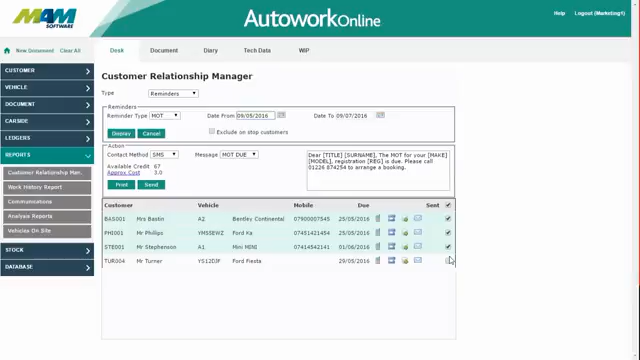 MAM
SOFTWARE
AutoworkOnline
Help Logout (Marketing1)
New Document Clear All
Desk Document Diary Tech Data WIP
CUSTOMER
VEHICLE
DOCUMENT
CARSIDE
LEDGERS
REPORTS
Customer Relationship Man.
Work History Report
Communications
Analysis Reports
Vehicles On Site
STOCK
DATABASE
Customer Relationship Manager
Type Reminders
Reminders
Reminder Type MOT Date From 09/05/2016 Date To 09/07/2016
Display Cancel Exclude on stop customers
Action
Contact Method SMS Message MOT DUE
Available Credit 67
Approx Cost 3.0
Print Send
Dear [TITLE] [SURNAME], The MOT for your [MAKE]
[MODEL], registration [REG] is due. Please call
01226 874254 to arrange a booking.
Customer Vehicle Mobile Due Sent
BAS001 Mrs Bastin A2 Bentley Continental 07900007545 25/05/2016
PHI001 Mr Philips YMSSEWZ Ford Ka 07451421454 25/05/2016
STE001 Mr Stephenson A1 Mini MINI 07414542141 01/06/2016
TUR004 Mr Turner YS12DJF Ford Fiesta 29/05/2016